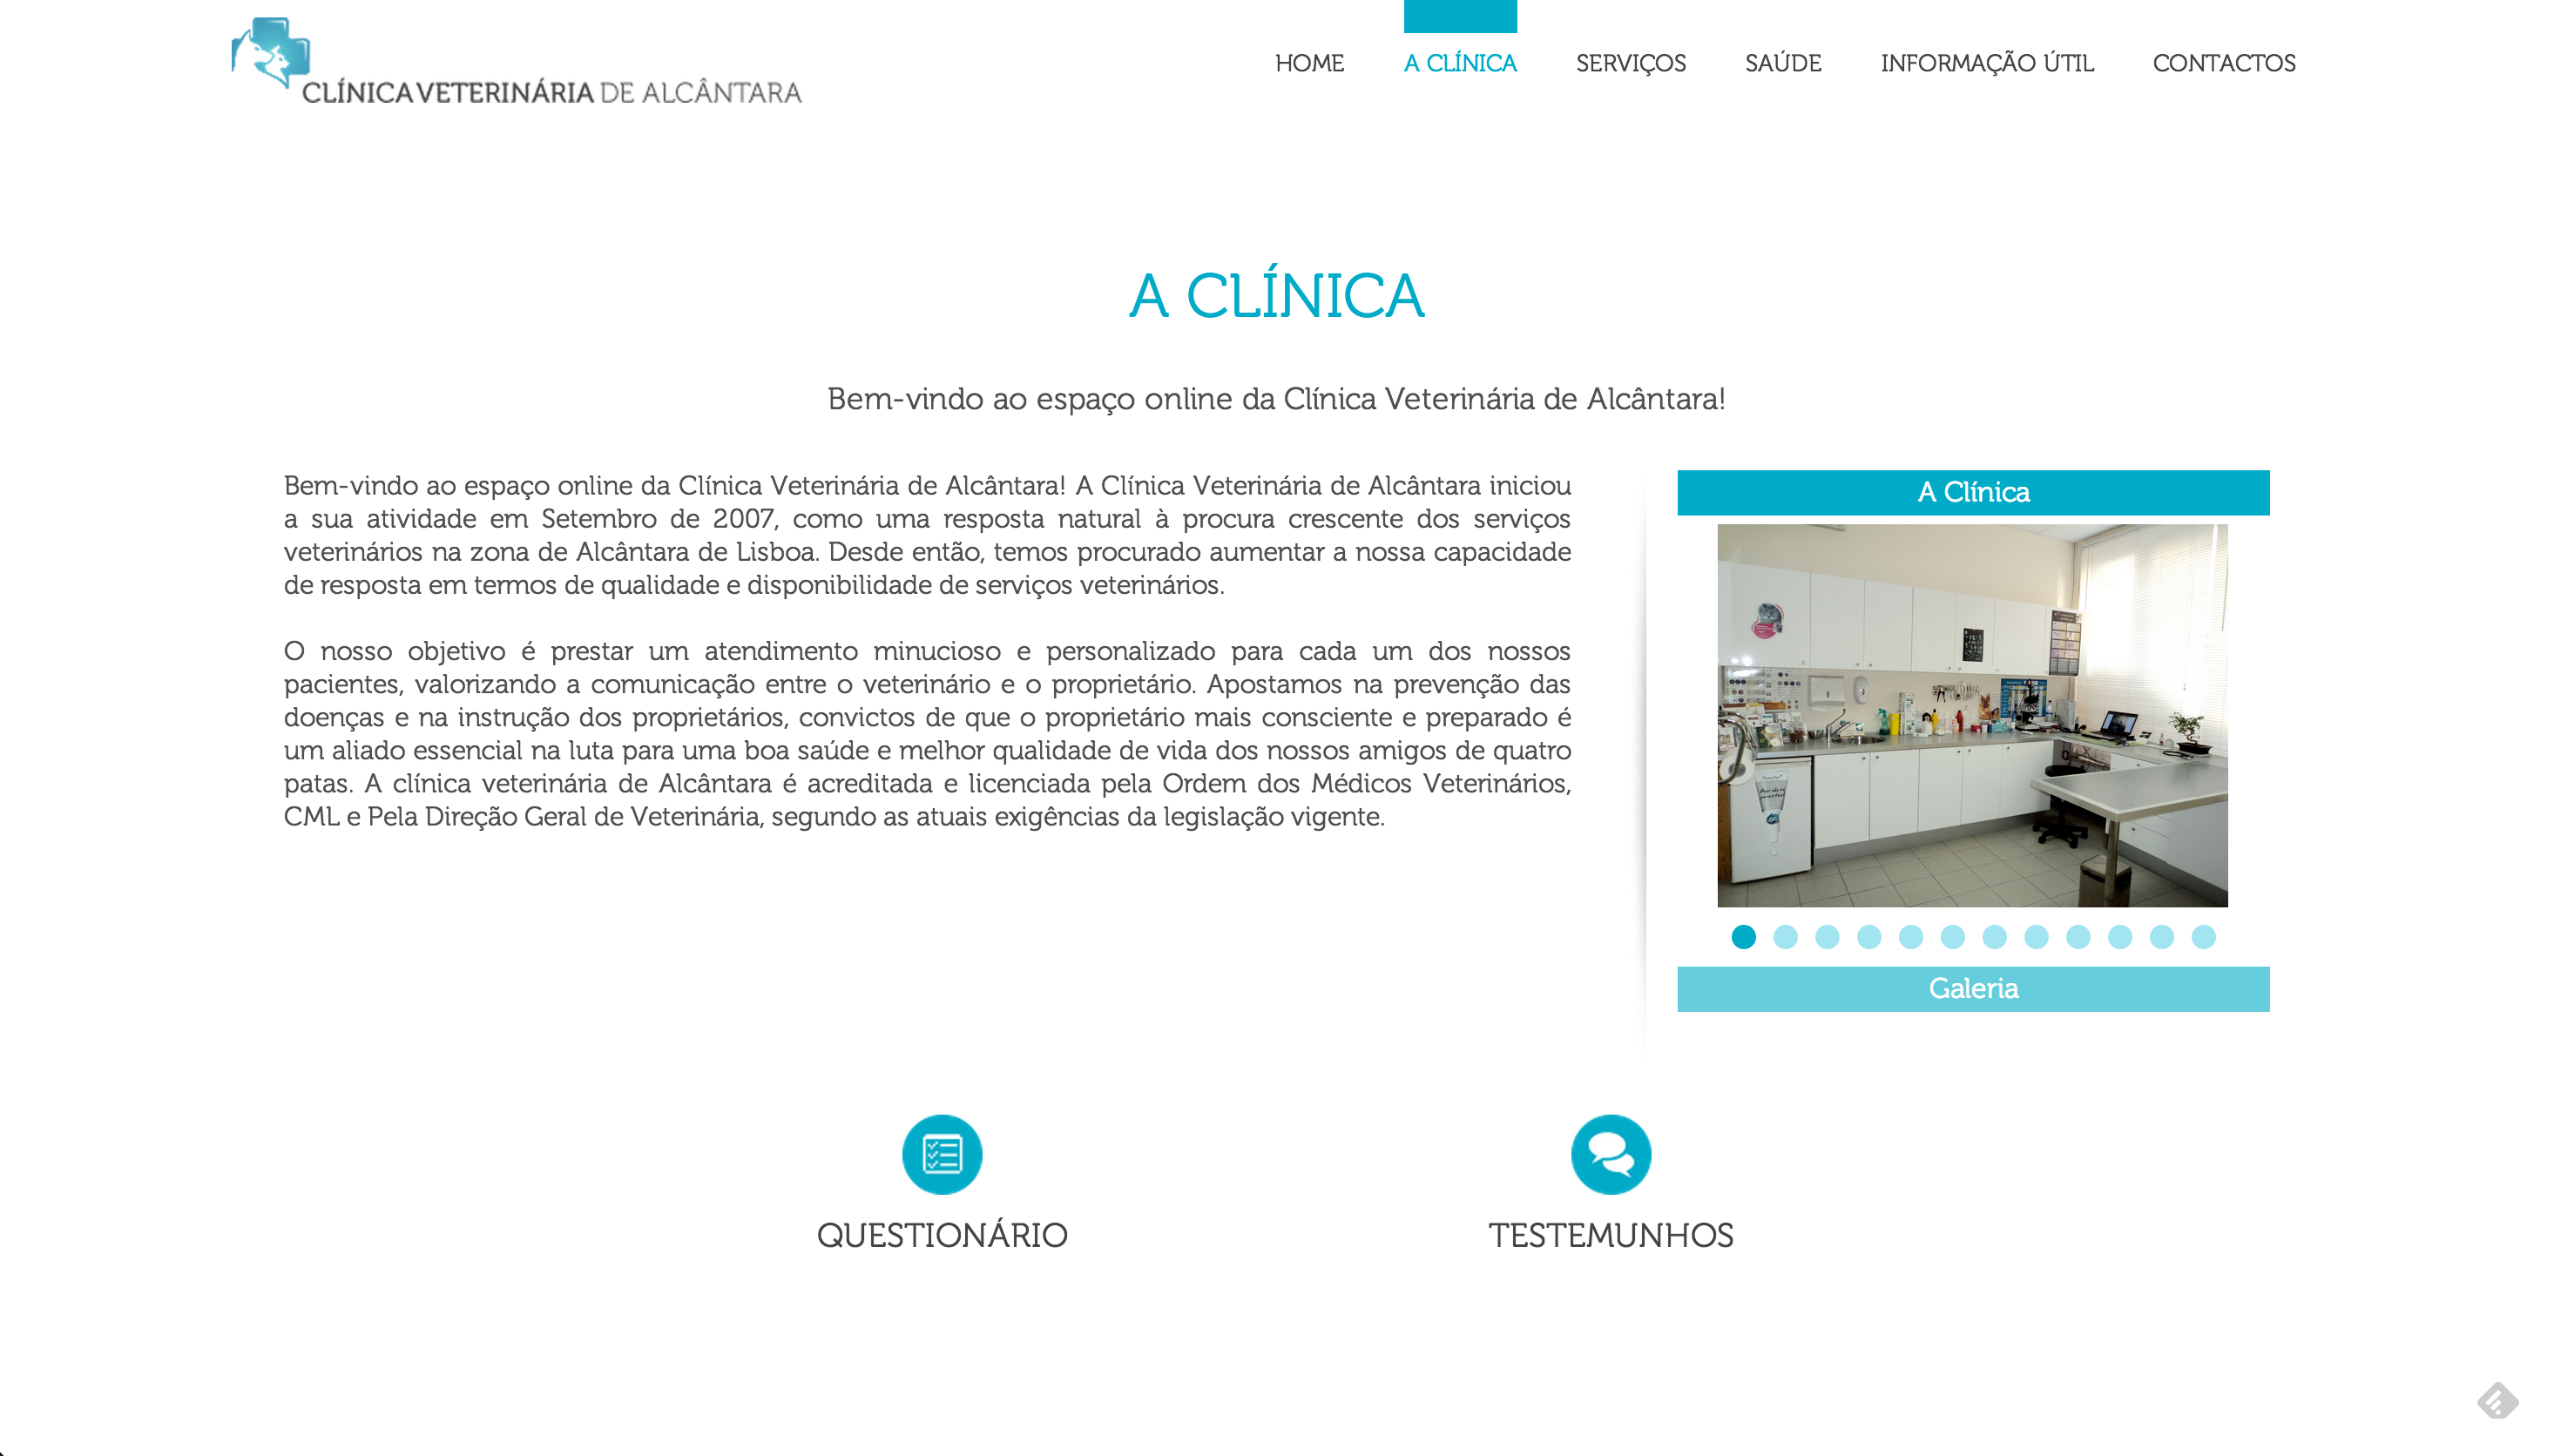 CLÍNICA VETERINÁRIA DE ALCÂNTARA
HOME A CLÍNICA SERVIÇOS SAÚDE INFORMAÇÃO ÚTIL CONTACTOS
A CLÍNICA
Bem-vindo ao espaço online da Clínica Veterinária de Alcântara!
Bem-vindo ao espaço online da Clínica Veterinária de Alcântara! A Clínica Veterinária de Alcântara iniciou
a sua atividade em Setembro de 2007, como uma resposta natural à procura crescente dos serviços
veterinários na zona de Alcântara de Lisboa. Desde então, temos procurado aumentar a nossa capacidade
de resposta em termos de qualidade e disponibilidade de serviços veterinários.
O nosso objetivo é prestar um atendimento minucioso e personalizado para cada um dos nossos
pacientes, valorizando a comunicação entre o veterinário e o proprietário. Apostamos na prevenção das
doenças e na instrução dos proprietários, convictos de que o proprietário mais consciente e preparado é
um aliado essencial na luta para uma boa saúde e melhor qualidade de vida dos nossos amigos de quatro
patas. A clínica veterinária de Alcântara é acreditada e licenciada pela Ordem dos Médicos Veterinários,
CML e Pela Direção Geral de Veterinária, segundo as atuais exigências da legislação vigente.
A Clínica
Galeria
QUESTIONÁRIO
TESTEMUNHOS